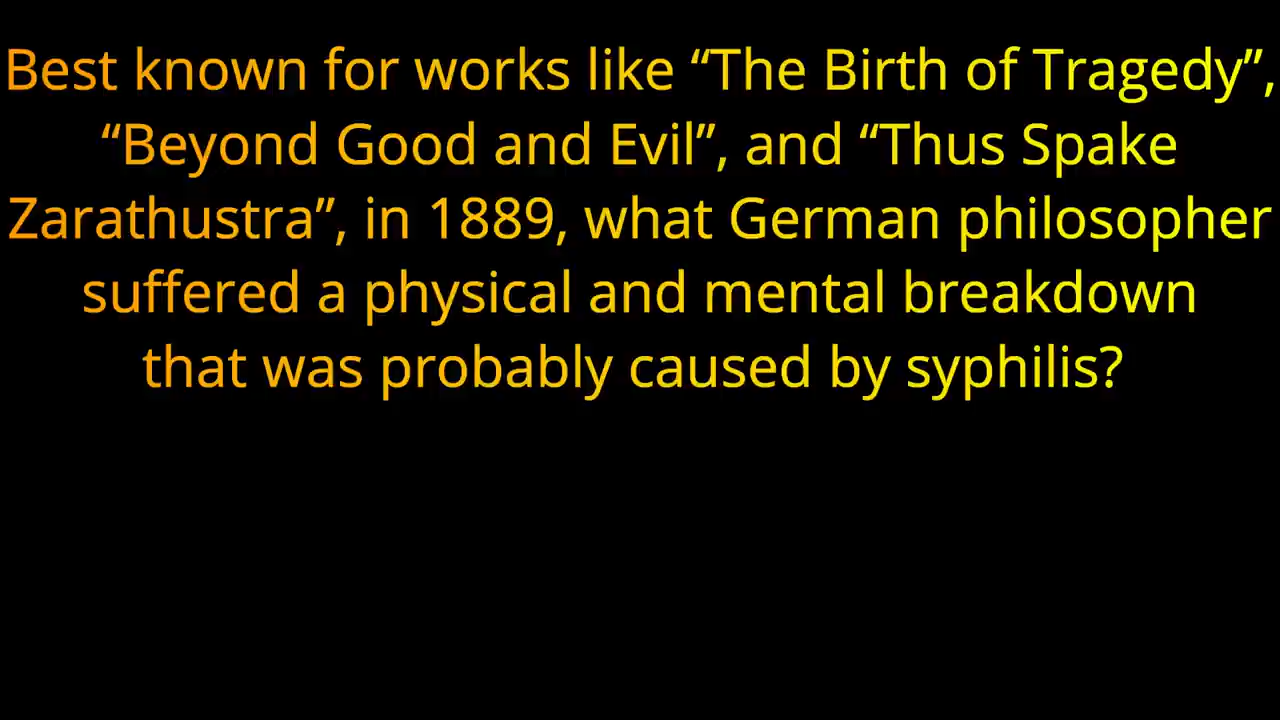 Best known for works like “The Birth of Tragedy”,
“Beyond Good and Evil”, and “Thus Spake
Zarathustra”, in 1889, what German philosopher
suffered a physical and mental breakdown
that was probably caused by syphilis?